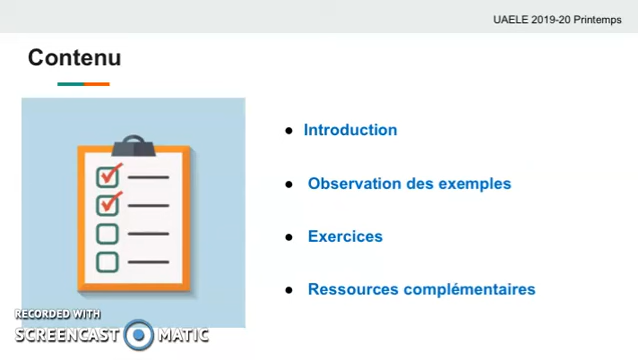 UAELE 2019-20 Printemps
Contenu
● Introduction
● Observation des exemples
● Exercices
● Ressources complémentaires
RECORDED WITH
SCREENCAST MATIC